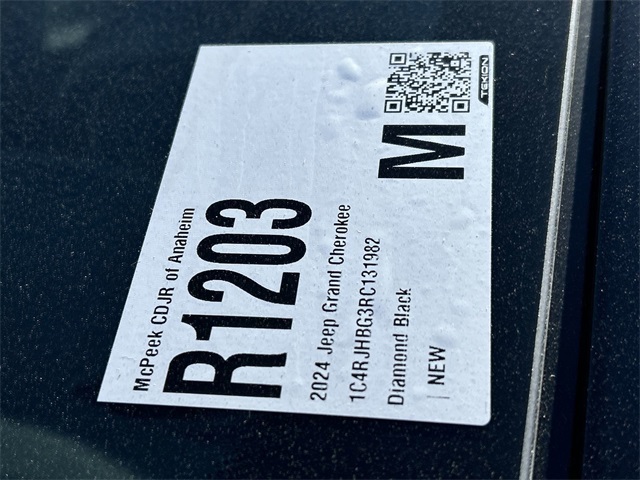 McPeek CDJR of Anaheim
R1203
2024 Jeep Grand Cherokee
1C4RJHBG3RC131982
Diamond Black
| NEW
M
TEKION